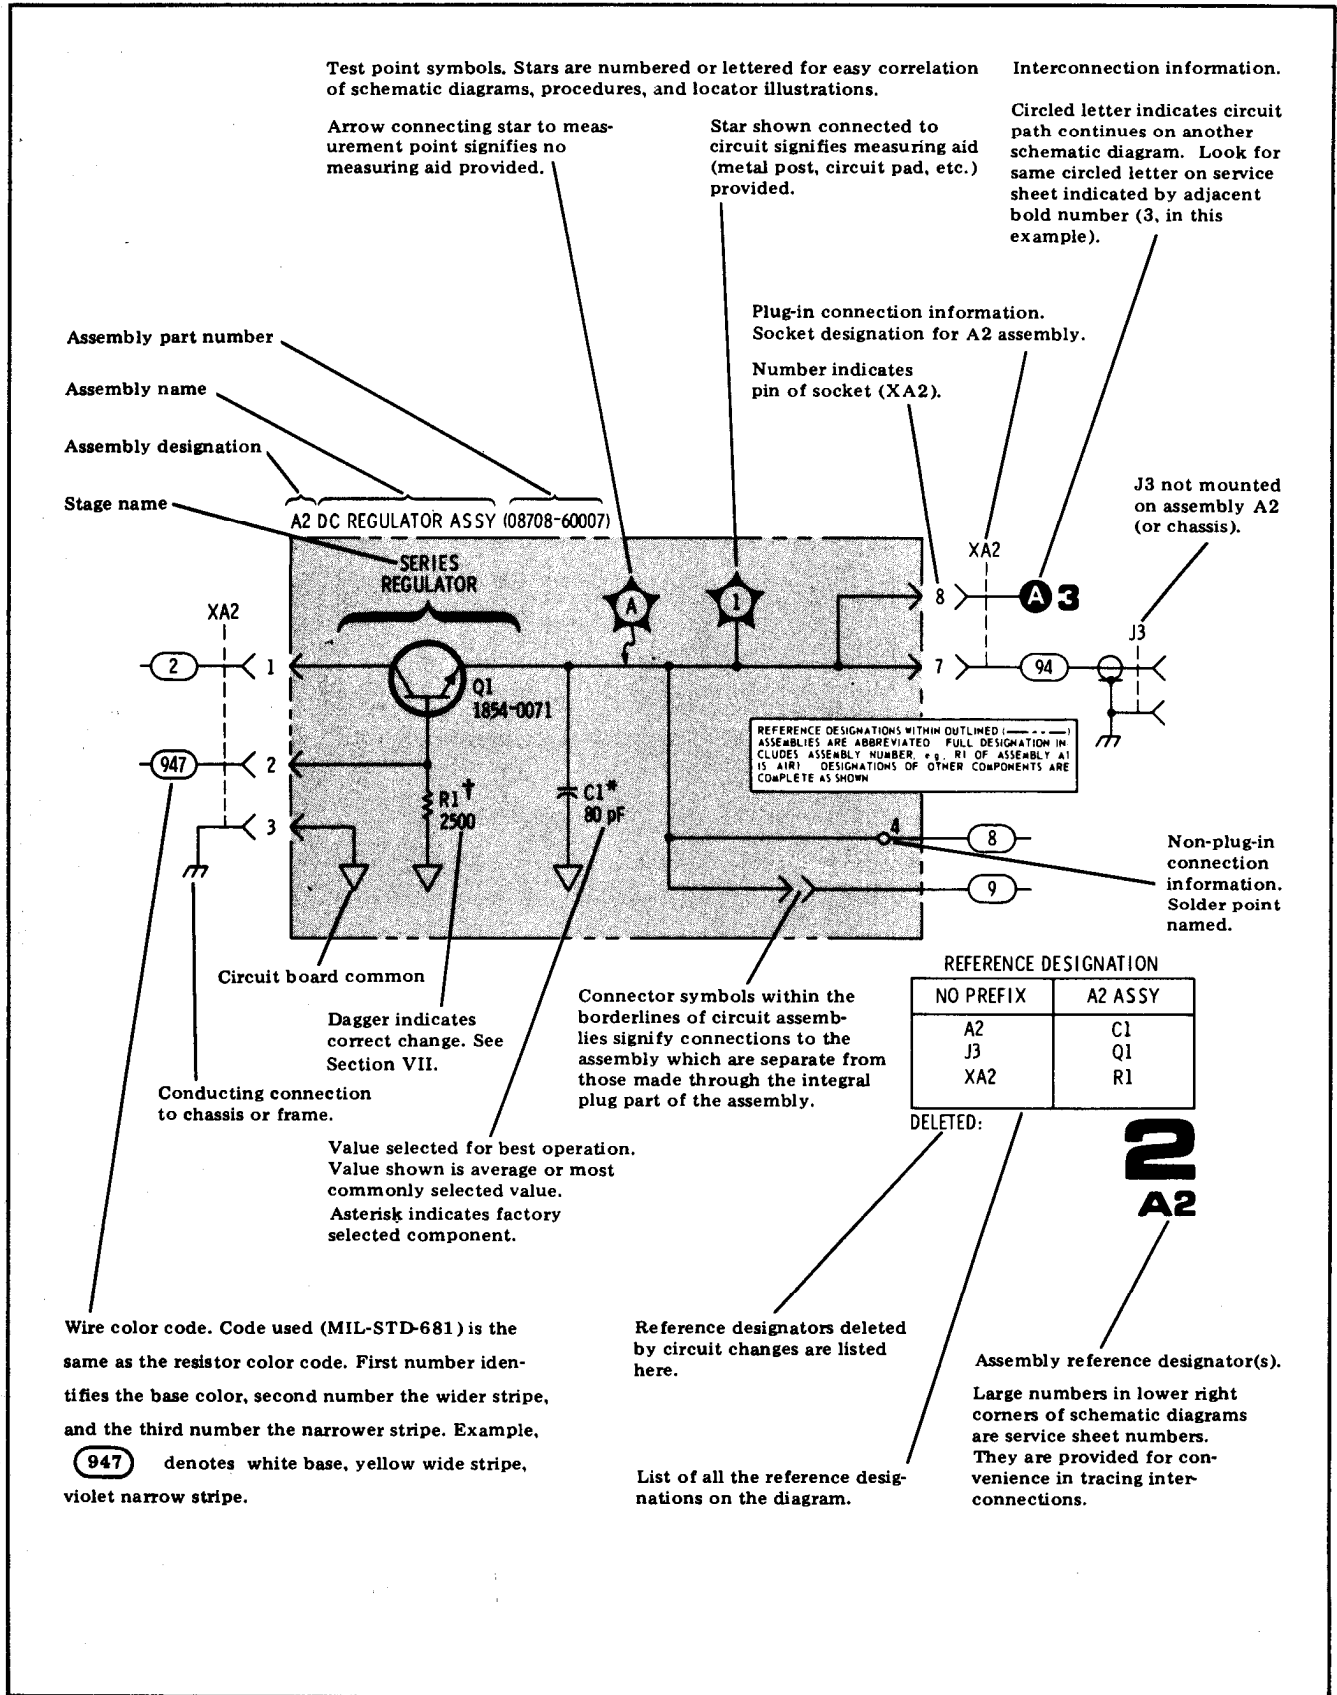 Test point symbols. Stars are numbered or lettered for easy correlation
of schematic diagrams, procedures, and locator illustrations.
Arrow connecting star to meas-
urement point signifies no
measuring aid provided.
Star shown connected to
circuit signifies measuring aid
(metal post, circuit pad, etc.)
provided.
Interconnection information.
Circled letter indicates circuit
path continues on another
schematic diagram. Look for
same circled letter on service
sheet indicated by adjacent
bold number (3, in this
example).
Plug-in connection information.
Socket designation for A2 assembly.
Number indicates
pin of socket (XA2).
Assembly part number
Assembly name
Assembly designation
Stage name
J3 not mounted
on assembly A2
(or chassis).
A2 DC REGULATOR ASSY (08708-60007)
SERIES
REGULATOR
XA2
A
1
8
XA2
A 3
J3
2
1
7
94
Q1
1854-0071
947
2
REFERENCE DESIGNATIONS WITHIN OUTLINED (—— - - ——)
ASSEMBLIES ARE ABBREVIATED FULL DESIGNATION IN
CLUDES ASSEMBLY NUMBER, e.g., R1 OF ASSEMBLY A1
IS A1R1 DESIGNATIONS OF OTHER COMPONENTS ARE
COMPLETE AS SHOWN
R1†
2500
C1*
80 pF
3
4
8
9
Non-plug-in
connection
information.
Solder point
named.
Circuit board common
Dagger indicates
correct change. See
Section VII.
Conducting connection
to chassis or frame.
Connector symbols within the
borderlines of circuit assemb-
lies signify connections to the
assembly which are separate from
those made through the integral
plug part of the assembly.
REFERENCE DESIGNATION
NO PREFIX A2 ASSY
A2 C1
J3 Q1
XA2 R1
DELETED:
2
A2
Value selected for best operation.
Value shown is average or most
commonly selected value.
Asterisk indicates factory
selected component.
Wire color code. Code used (MIL-STD-681) is the
same as the resistor color code. First number iden-
tifies the base color, second number the wider stripe,
and the third number the narrower stripe. Example,
947 denotes white base, yellow wide stripe,
violet narrow stripe.
Reference designators deleted
by circuit changes are listed
here.
List of all the reference desig-
nations on the diagram.
Assembly reference designator(s).
Large numbers in lower right
corners of schematic diagrams
are service sheet numbers.
They are provided for con-
venience in tracing inter-
connections.